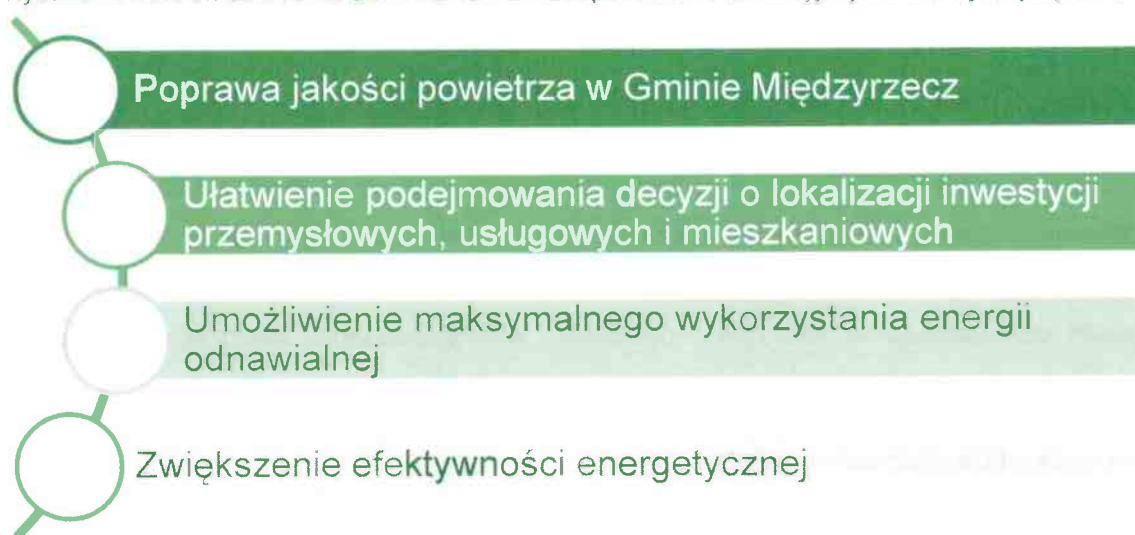 Poprawa jakości powietrza w Gminie Międzyrzecz
Ułatwienie podejmowania decyzji o lokalizacji inwestycji
przemysłowych, usługowych i mieszkaniowych
Umożliwienie maksymalnego wykorzystania energii
odnawialnej
Zwiększenie efektywności energetycznej